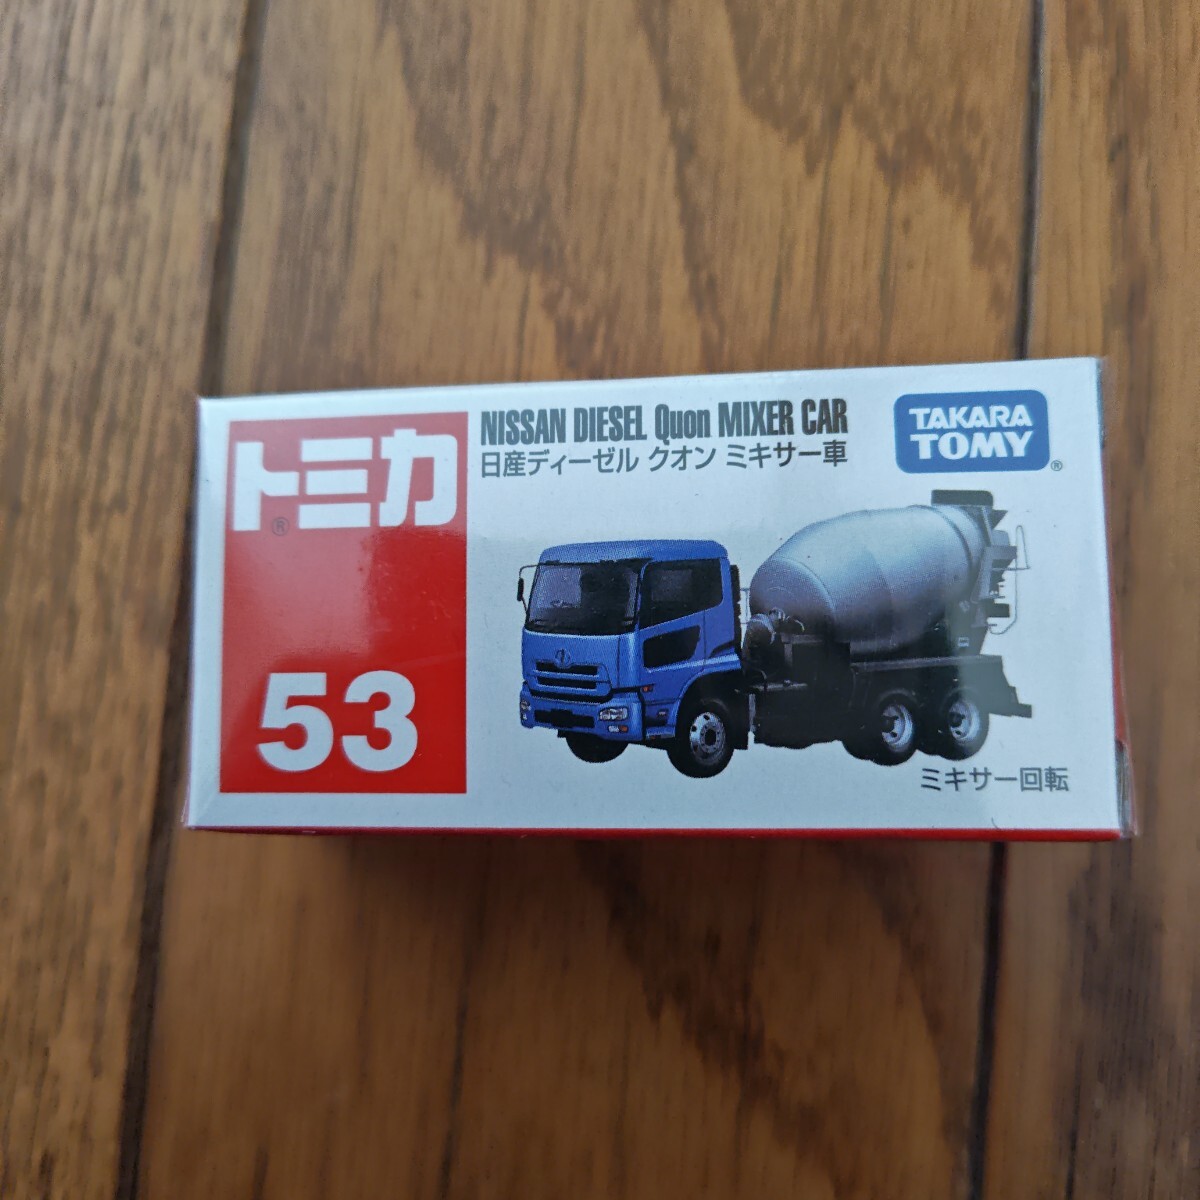 トミカ®
53
NISSAN DIESEL Quon MIXER CAR
日産ディーゼル クオン ミキサー車
TAKARA
TOMY®
ミキサー回転